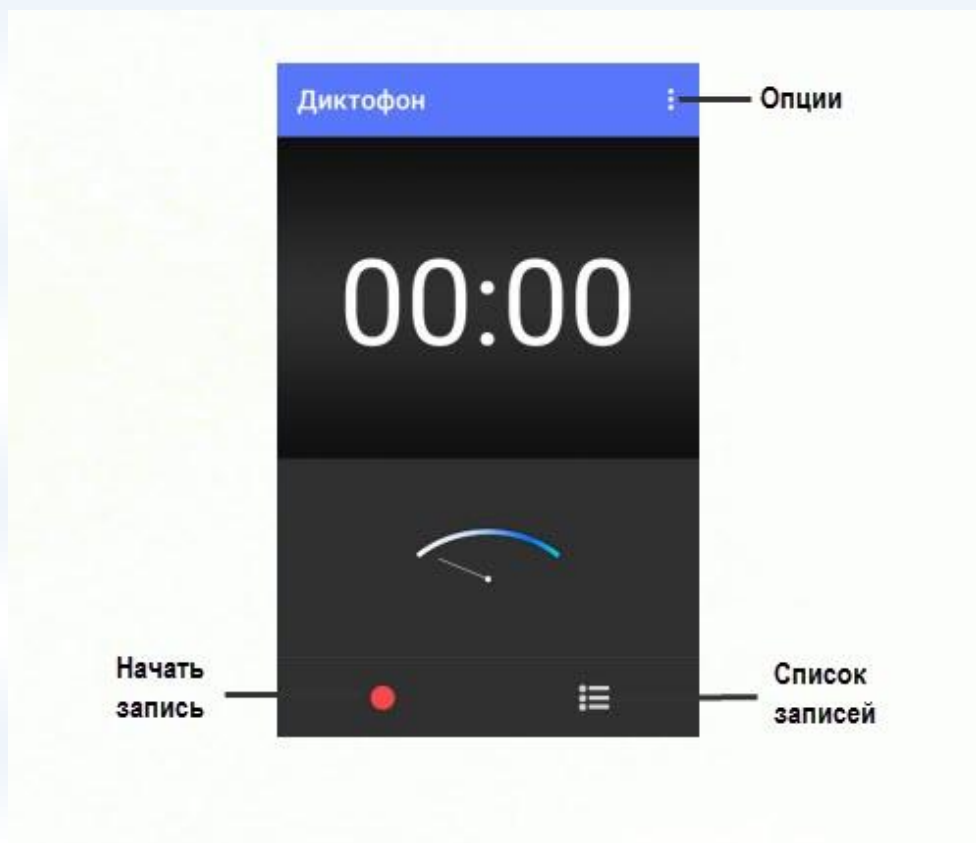 Диктофон
Опции
00:00
Начать
запись
Список
записей